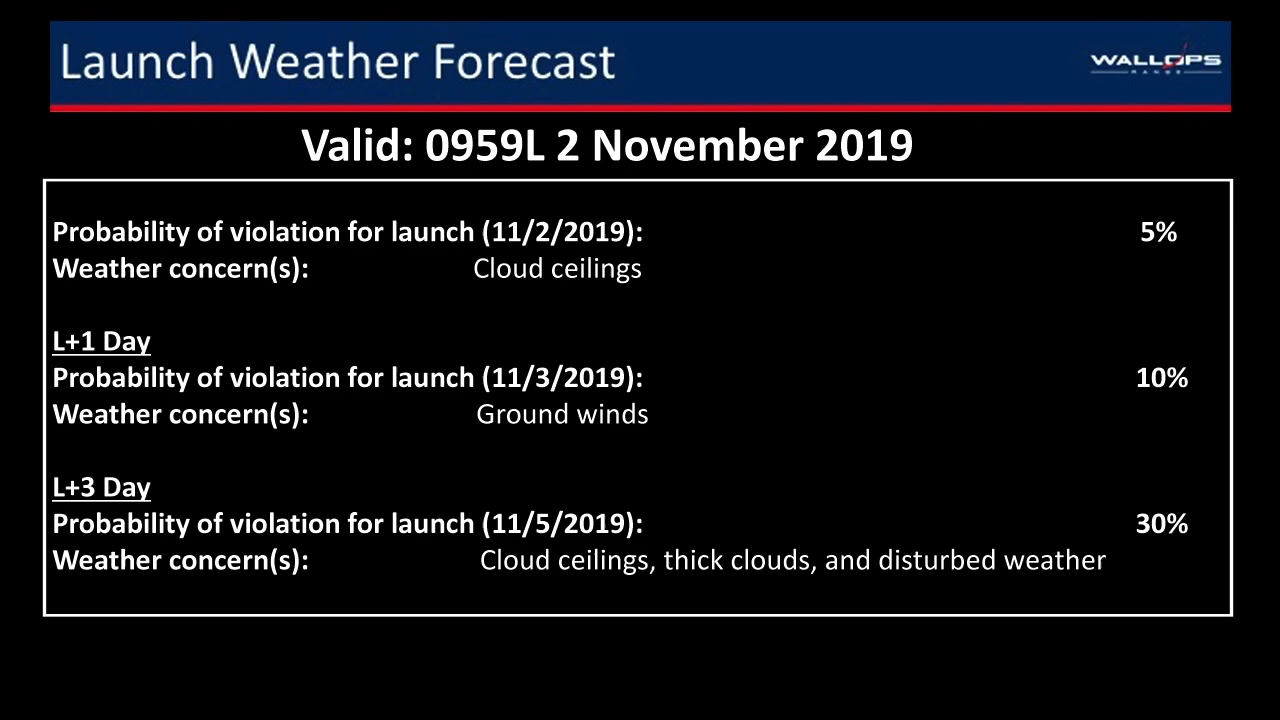 Launch Weather Forecast
WALLOPS
RANGE
Valid: 0959L 2 November 2019
Probability of violation for launch (11/2/2019): 5%
Weather concern(s): Cloud ceilings
L+1 Day
Probability of violation for launch (11/3/2019): 10%
Weather concern(s): Ground winds
L+3 Day
Probability of violation for launch (11/5/2019): 30%
Weather concern(s): Cloud ceilings, thick clouds, and disturbed weather